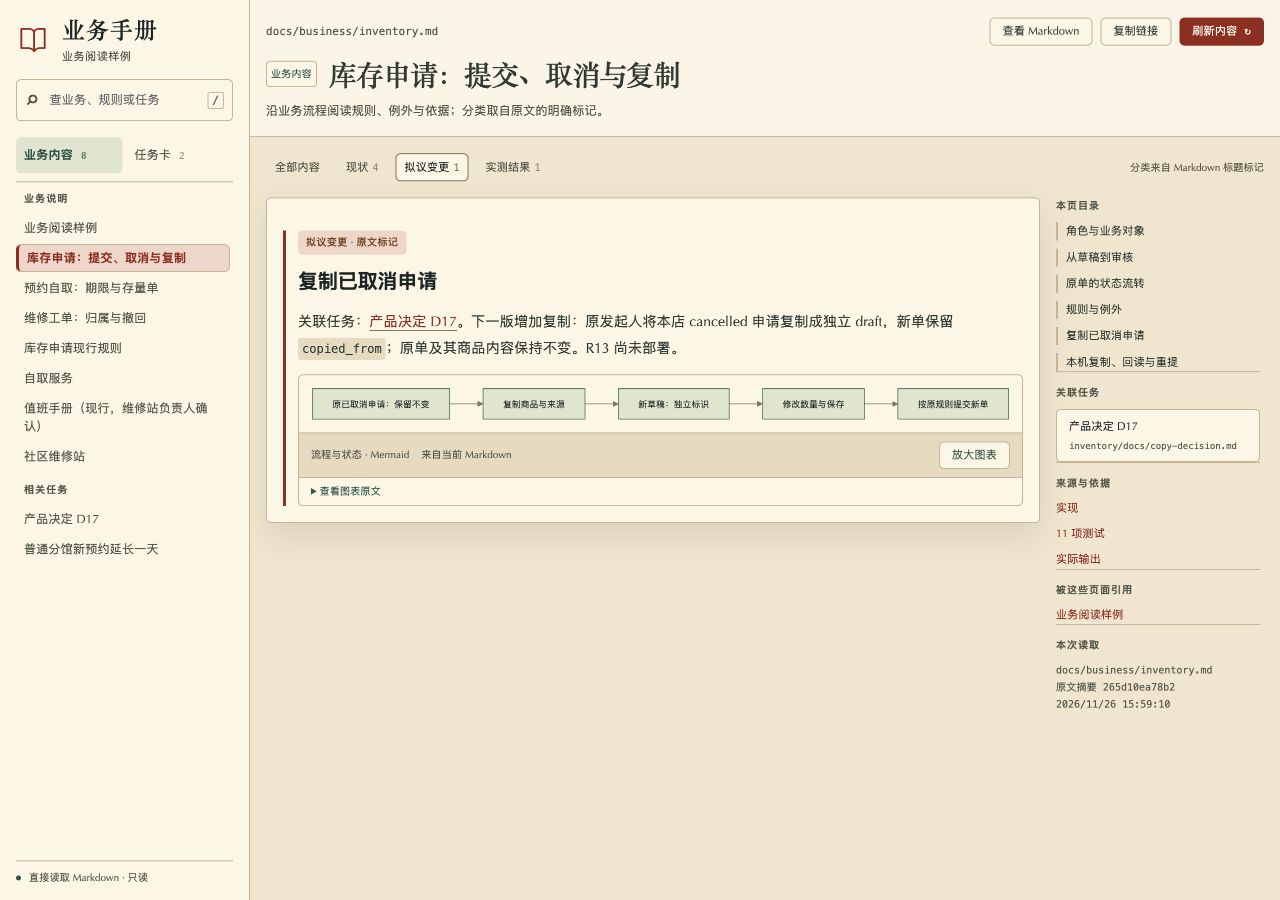 业务手册
业务阅读样例
查业务、规则或任务 /
业务内容 8
任务卡 2
业务说明
业务阅读样例
库存申请：提交、取消与复制
预约自取：期限与存量单
维修工单：归属与撤回
库存申请现行规则
自取服务
值班手册（现行，维修站负责人确
认）
社区维修站
相关任务
产品决定 D17
普通分馆新预约延长一天
直接读取 Markdown · 只读
docs/business/inventory.md
查看 Markdown
复制链接
刷新内容 ↻
业务内容
库存申请：提交、取消与复制
沿业务流程阅读规则、例外与依据；分类取自原文的明确标记。
全部内容
现状 4
拟议变更 1
实测结果 1
分类来自 Markdown 标题标记
拟议变更 · 原文标记
复制已取消申请
关联任务：产品决定 D17。下一版增加复制：原发起人将本店 cancelled 申请复制成独立 draft，新单保留
copied_from；原单及其商品内容保持不变。R13 尚未部署。
原已取消申请：保留不变
复制商品与来源
新草稿：独立标识
修改数量与保存
按原规则提交新单
流程与状态 · Mermaid 来自当前 Markdown
放大图表
▶ 查看图表原文
本页目录
角色与业务对象
从草稿到审核
原单的状态流转
规则与例外
复制已取消申请
本机复制、回读与重提
关联任务
产品决定 D17
inventory/docs/copy-decision.md
来源与依据
实现
11 项测试
实际输出
被这些页面引用
业务阅读样例
本次读取
docs/business/inventory.md
原文摘要 265d10ea78b2
2026/11/26 15:59:10